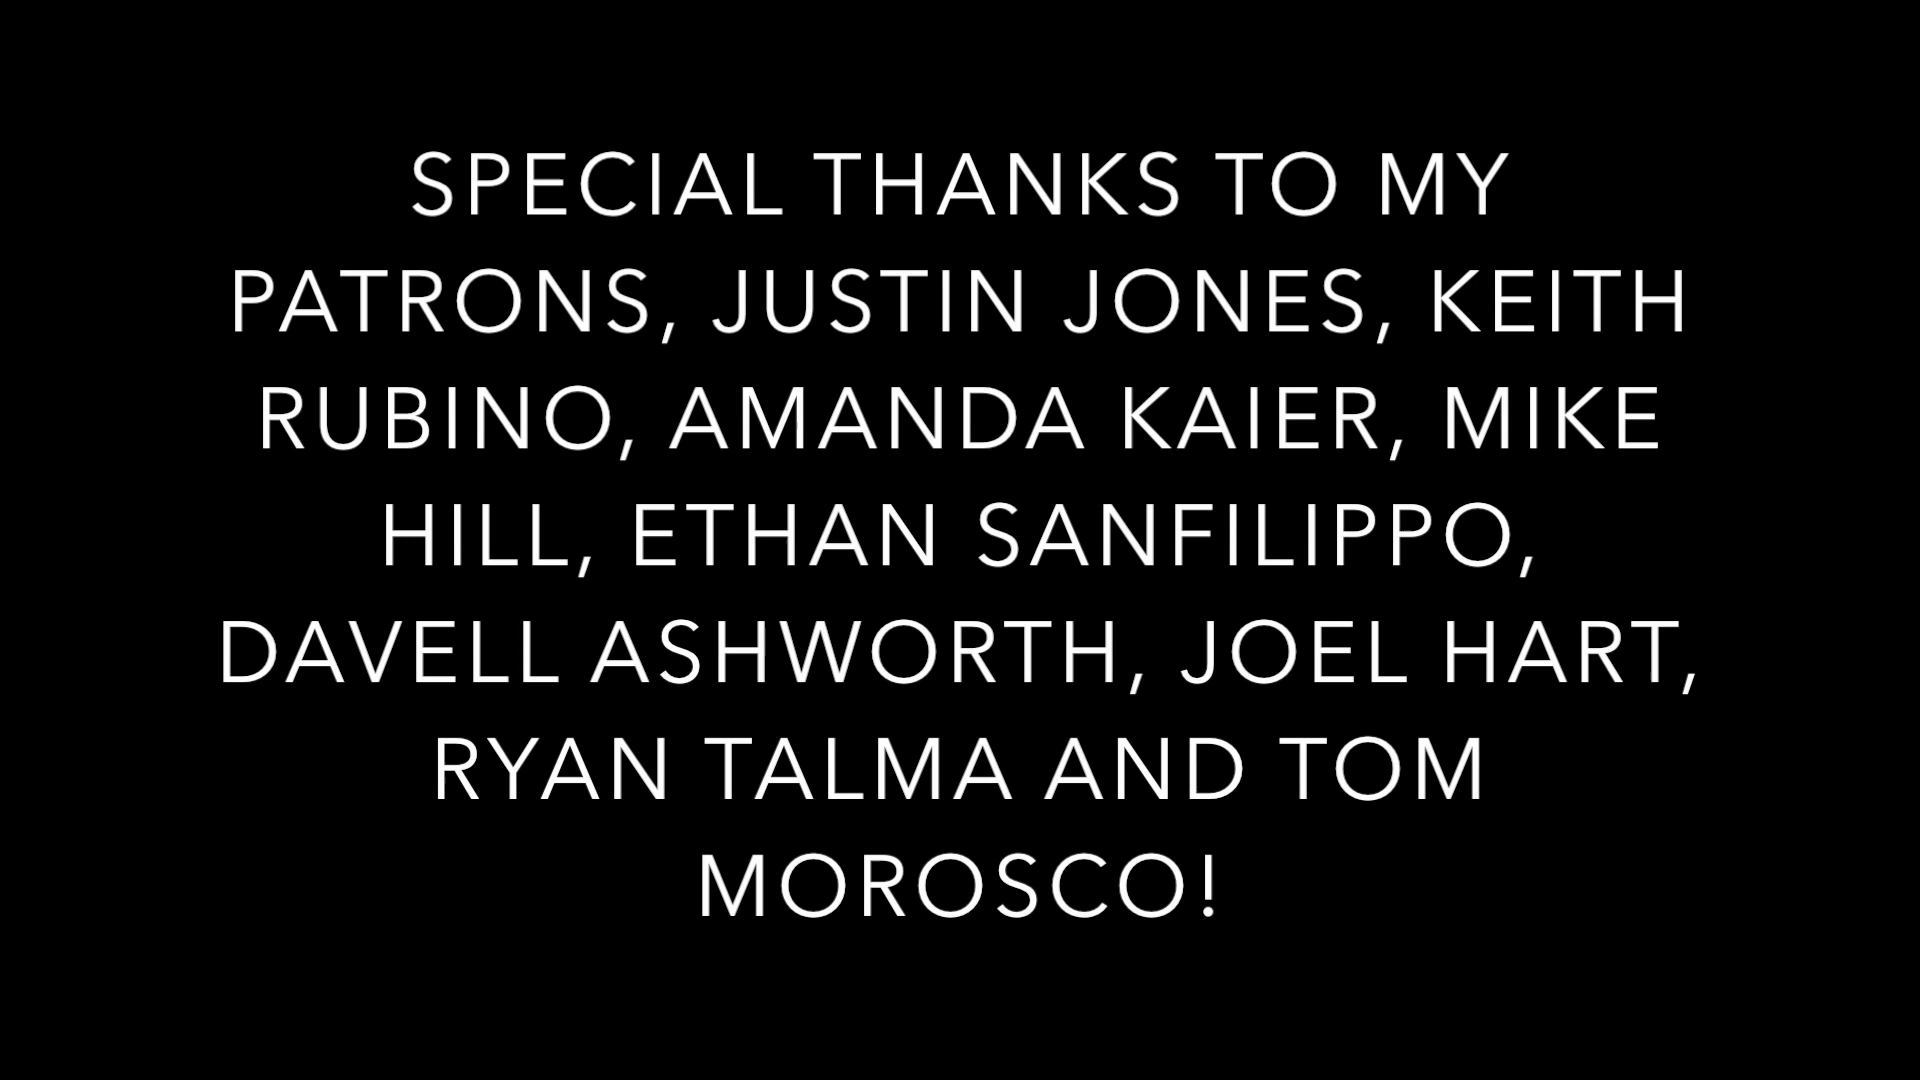 SPECIAL THANKS TO MY
PATRONS, JUSTIN JONES, KEITH
RUBINO, AMANDA KAIER, MIKE
HILL, ETHAN SANFILIPPO,
DAVELL ASHWORTH, JOEL HART,
RYAN TALMA AND TOM
MOROSCO!